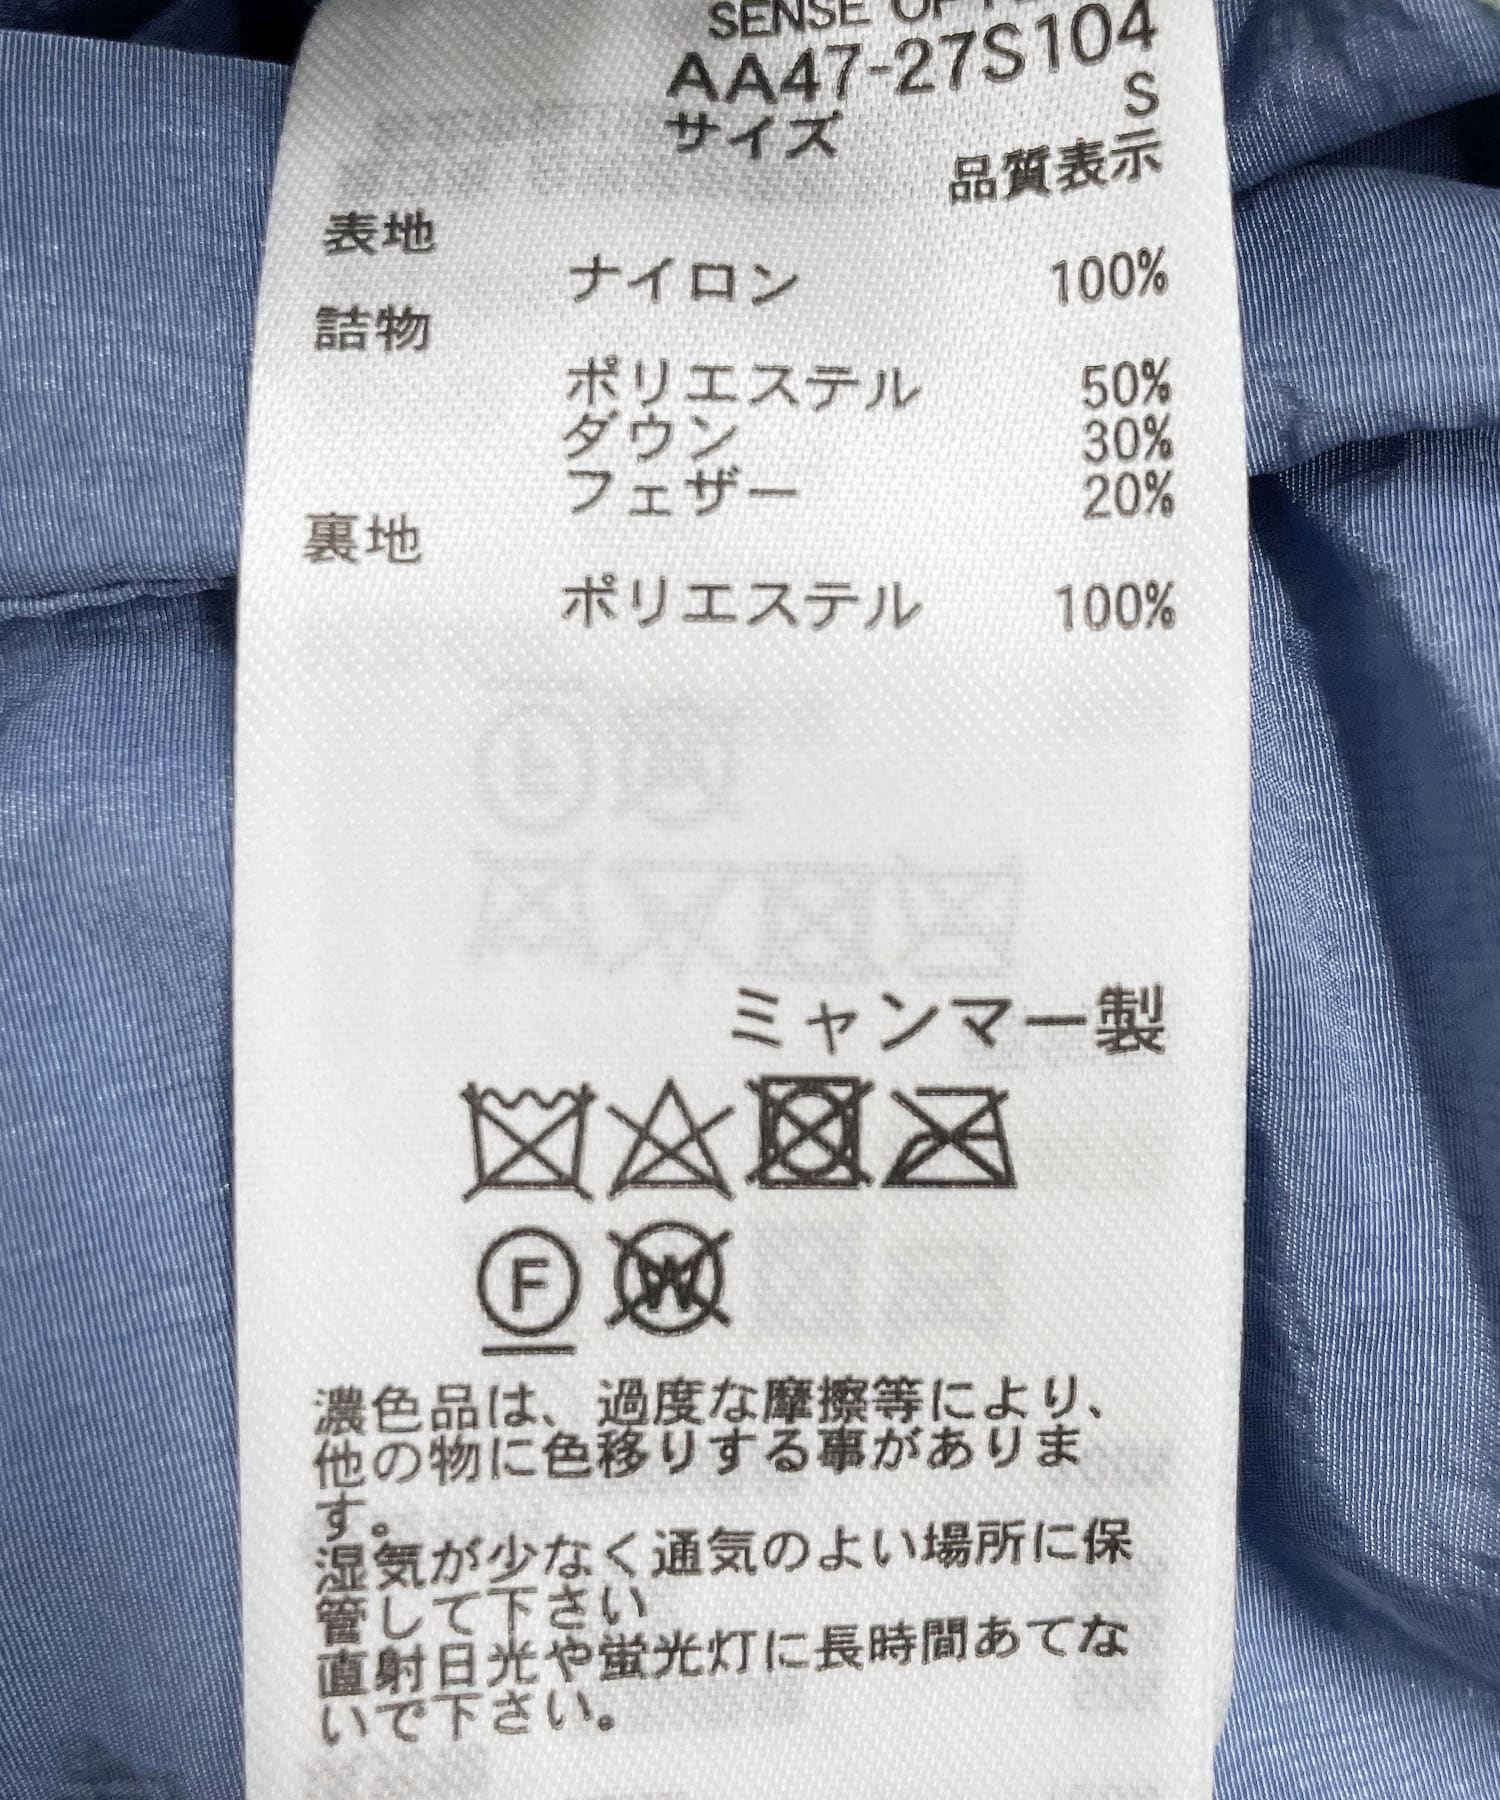 SENSE OF
AA47-27S104
サイズ S
品質表示
表地
ナイロン 100%
詰物
ポリエステル 50%
ダウン 30%
フェザー 20%
裏地
ポリエステル 100%
ミャンマー製
F W
濃色品は、過度な摩擦等により、
他の物に色移りする事がありま
す。
湿気が少なく通気のよい場所に保
管して下さい
直射日光や蛍光灯に長時間あてな
いで下さい。